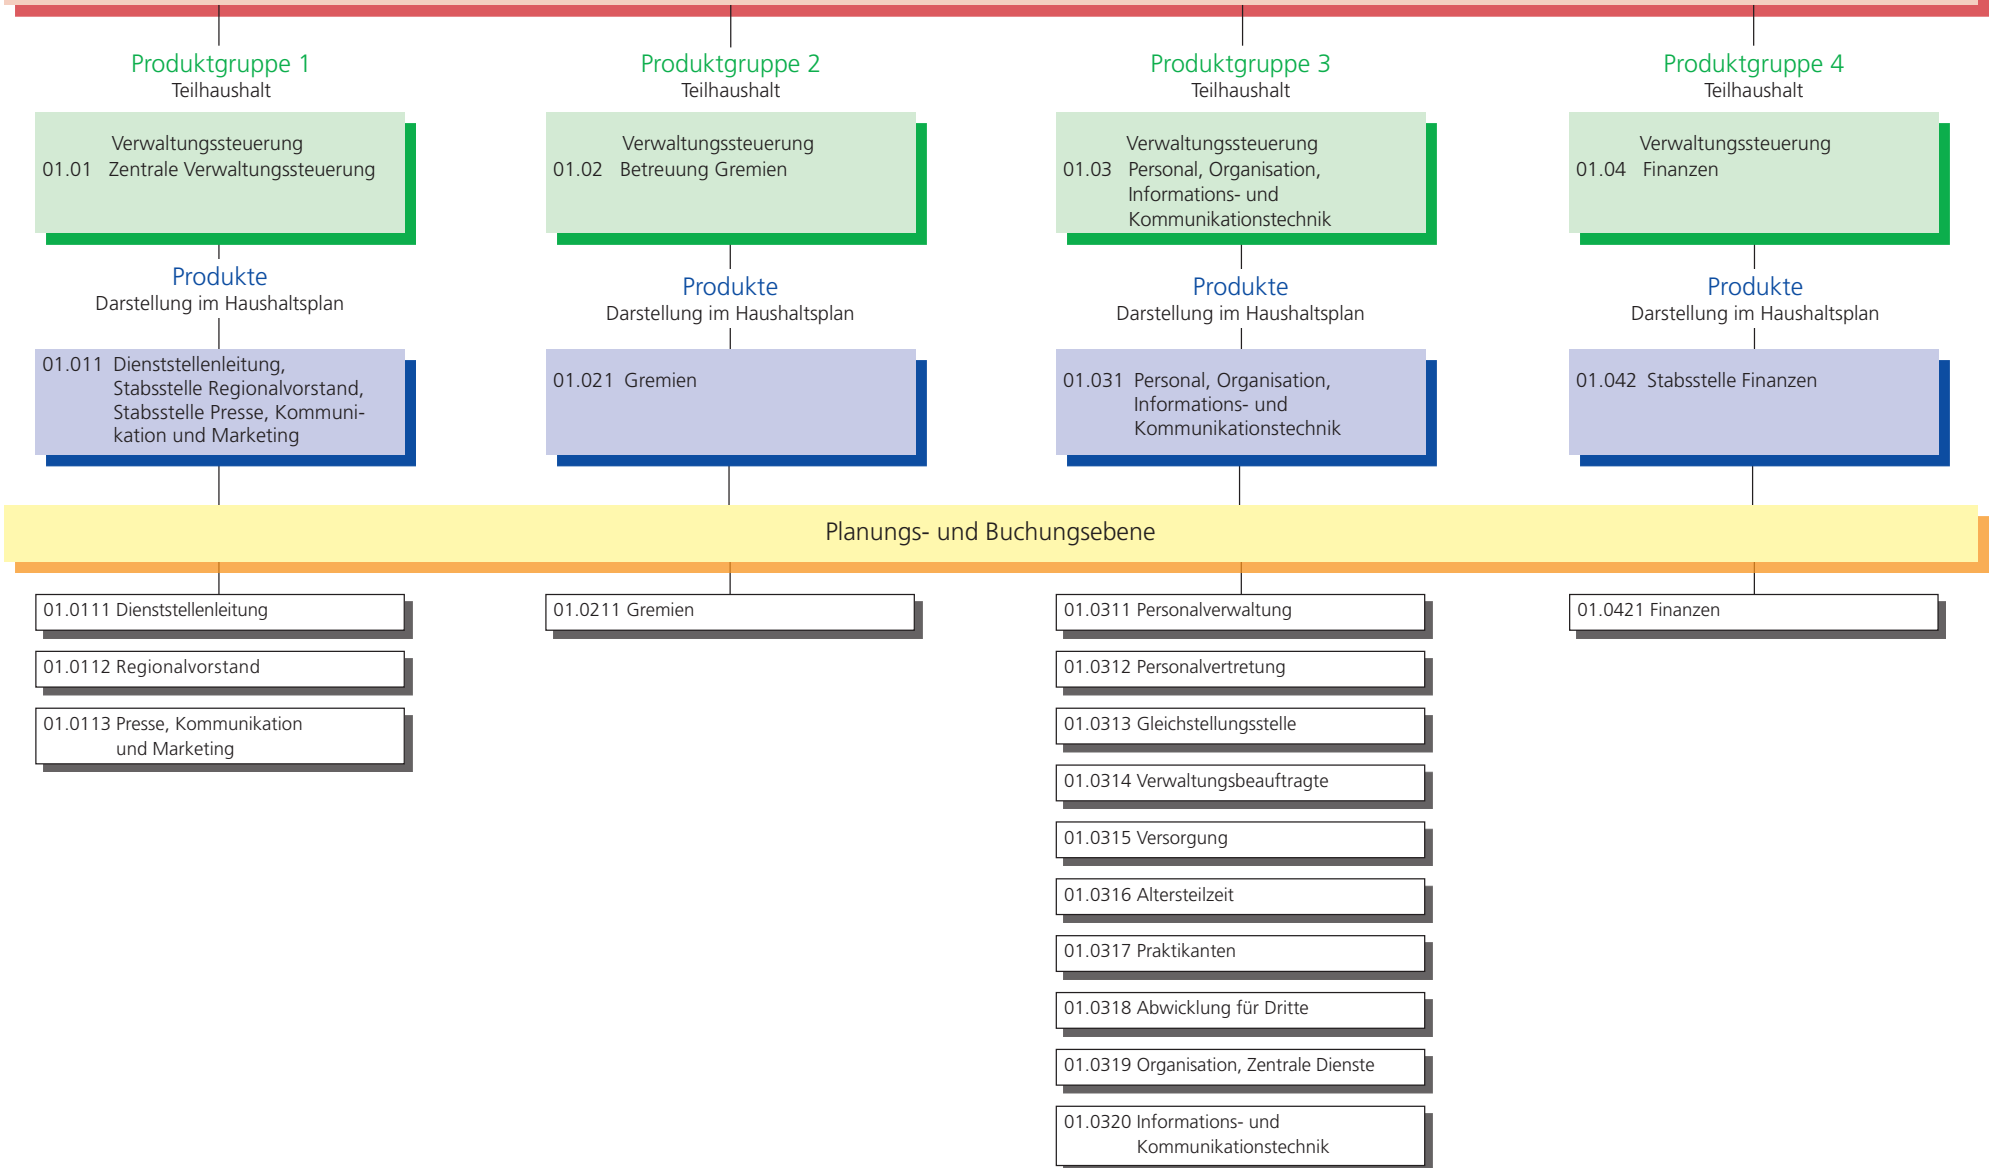 Produktgruppe 1
Teilhaushalt
Verwaltungssteuerung
01.01 Zentrale Verwaltungssteuerung
Produkte
Darstellung im Haushaltsplan
01.011 Dienststellenleitung,
Stabsstelle Regionalvorstand,
Stabsstelle Presse, Kommuni-
kation und Marketing
Produktgruppe 2
Teilhaushalt
Verwaltungssteuerung
01.02 Betreuung Gremien
Produkte
Darstellung im Haushaltsplan
01.021 Gremien
Produktgruppe 3
Teilhaushalt
Verwaltungssteuerung
01.03 Personal, Organisation,
Informations- und
Kommunikationstechnik
Produkte
Darstellung im Haushaltsplan
01.031 Personal, Organisation,
Informations- und
Kommunikationstechnik
Produktgruppe 4
Teilhaushalt
Verwaltungssteuerung
01.04 Finanzen
Produkte
Darstellung im Haushaltsplan
01.042 Stabsstelle Finanzen
Planungs- und Buchungsebene
01.0111 Dienststellenleitung
01.0112 Regionalvorstand
01.0113 Presse, Kommunikation
und Marketing
01.0211 Gremien
01.0311 Personalverwaltung
01.0312 Personalvertretung
01.0313 Gleichstellungsstelle
01.0314 Verwaltungsbeauftragte
01.0315 Versorgung
01.0316 Altersteilzeit
01.0317 Praktikanten
01.0318 Abwicklung für Dritte
01.0319 Organisation, Zentrale Dienste
01.0320 Informations- und
Kommunikationstechnik
01.0421 Finanzen